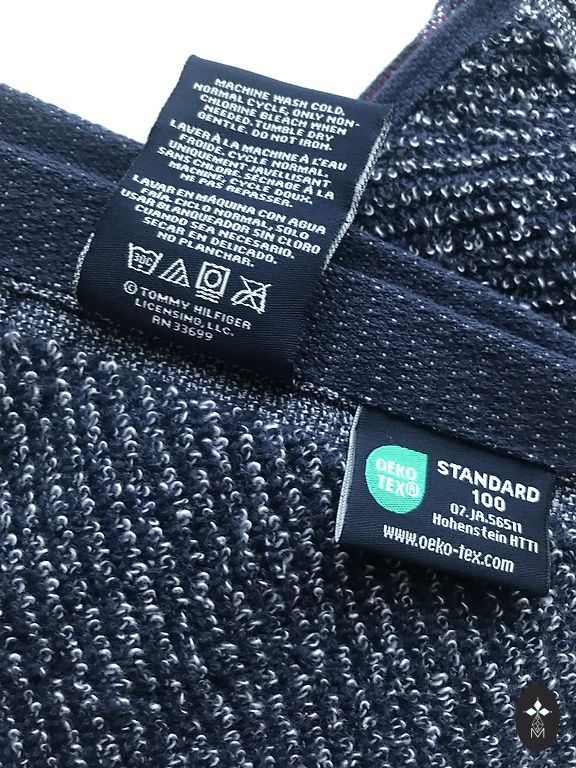 MACHINE WASH COLD,
NORMAL CYCLE, ONLY NON-
CHLORINE BLEACH WHEN
NEEDED, TUMBLE DRY
GENTLE. DO NOT IRON.
LAVER À LA MACHINE À L'EAU
FROIDE, CYCLE NORMAL,
UNIQUEMENT JAVELLISANT
SANS CHLORE, SÉCHAGE À LA
MACHINE, CYCLE DOUX.
NE PAS REPASSER.
LAVAR EN MÁQUINA CON AGUA
FRÍA, CICLO NORMAL, SOLO
USAR BLANQUEADOR SIN CLORO
CUANDO SEA NECESARIO.
SECAR EN DELICADO.
NO PLANCHAR.
30C
© TOMMY HILFIGER
LICENSING, LLC.
RN 33699
OEKO
TEX®
STANDARD
100
07.JA.56511
Hohenstein HTTI
www.oeko-tex.com
M